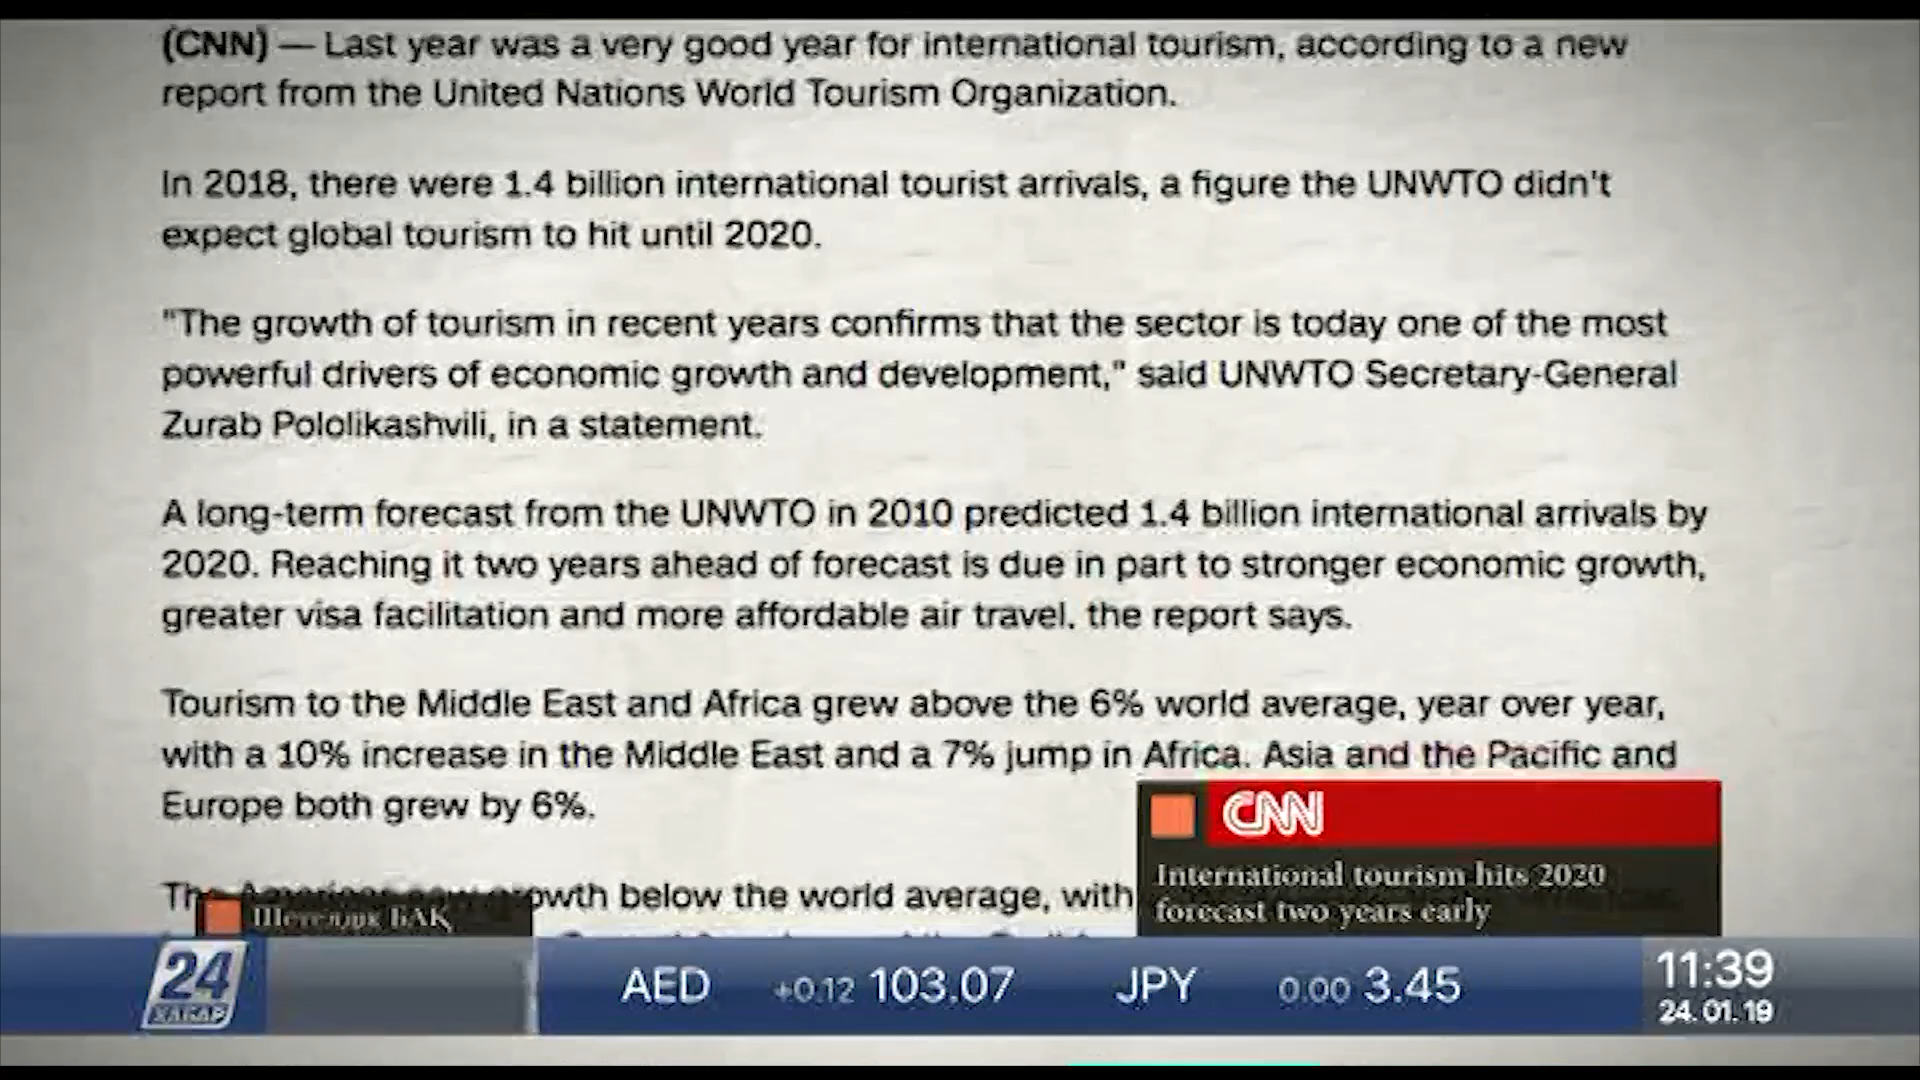 (CNN) — Last year was a very good year for international tourism, according to a new
report from the United Nations World Tourism Organization.
In 2018, there were 1.4 billion international tourist arrivals, a figure the UNWTO didn't
expect global tourism to hit until 2020.
"The growth of tourism in recent years confirms that the sector is today one of the most
powerful drivers of economic growth and development," said UNWTO Secretary-General
Zurab Pololikashvili, in a statement.
A long-term forecast from the UNWTO in 2010 predicted 1.4 billion international arrivals by
2020. Reaching it two years ahead of forecast is due in part to stronger economic growth,
greater visa facilitation and more affordable air travel, the report says.
Tourism to the Middle East and Africa grew above the 6% world average, year over year,
with a 10% increase in the Middle East and a 7% jump in Africa. Asia and the Pacific and
Europe both grew by 6%.
The Americas saw growth below the world average, with
CNN
International tourism hits 2020
forecast two years early
Шетелдік БАҚ
24
ХАБАР
AED +0.12 103.07 JPY 0.00 3.45
11:39
24.01.19